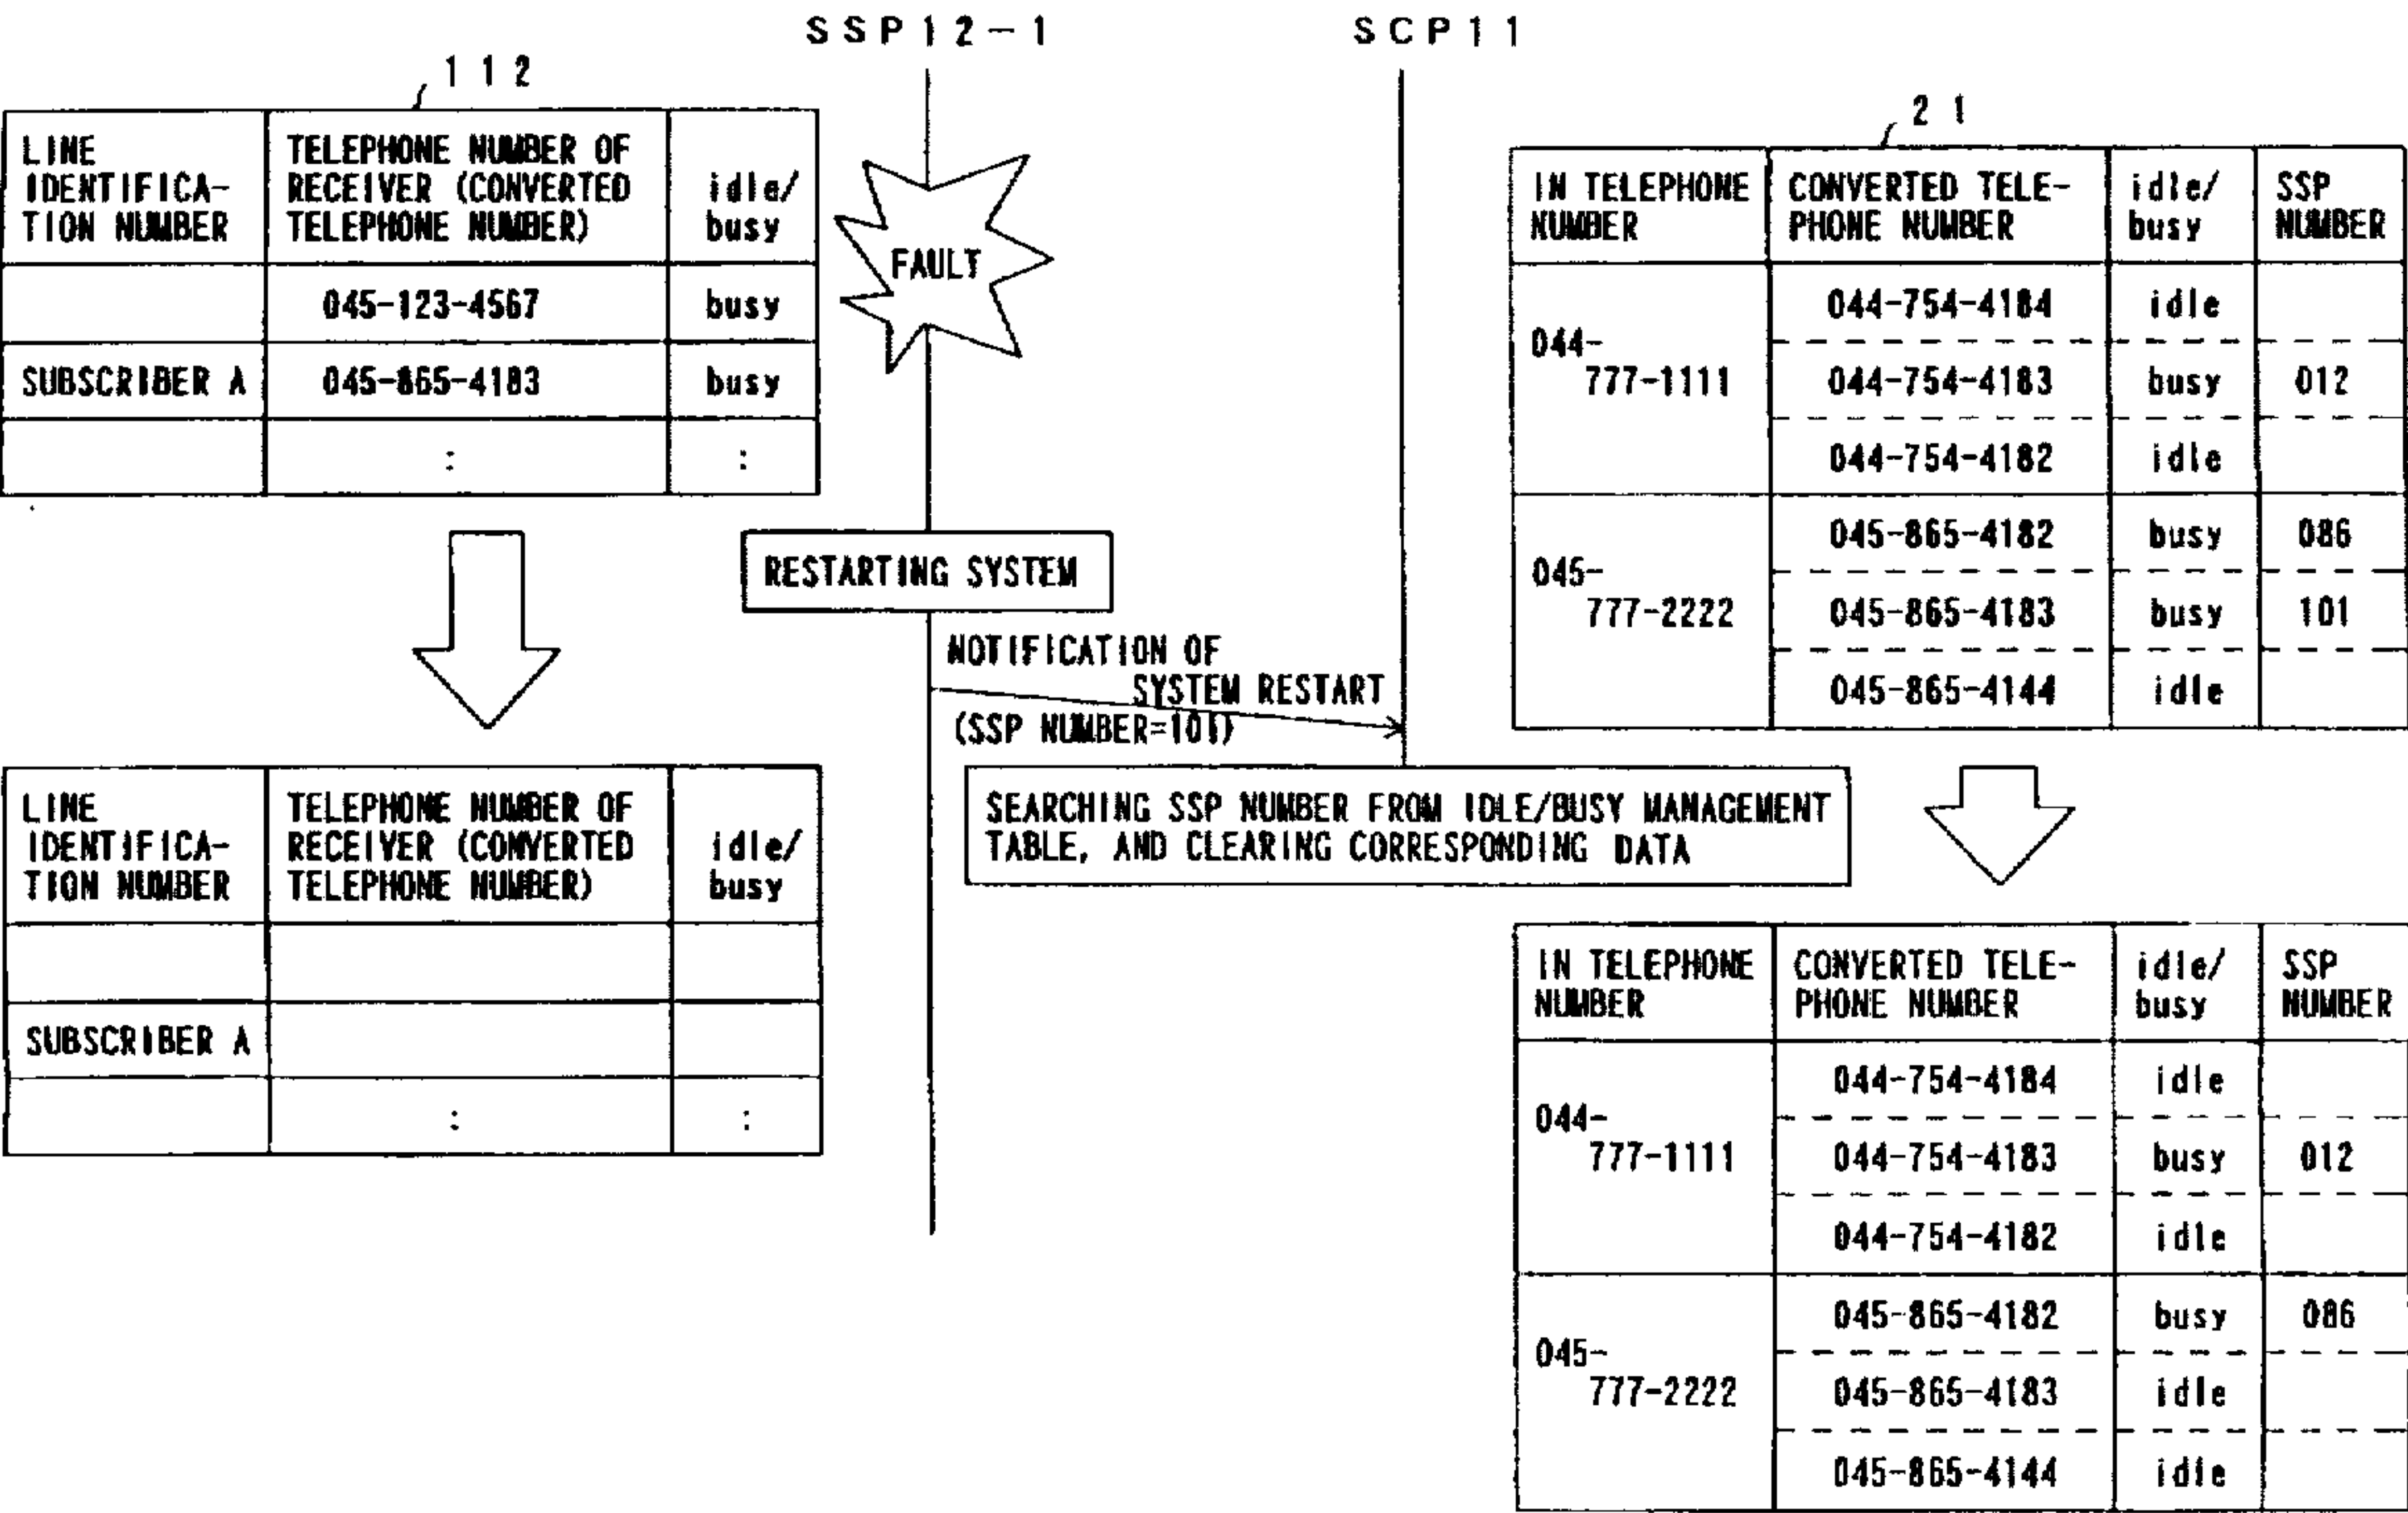 SSP12-1
SCP11
112
LINE IDENTIFICA-TION NUMBER
TELEPHONE NUMBER OF RECEIVER (CONVERTED TELEPHONE NUMBER)
idle/busy
045-123-4567 busy
SUBSCRIBER A 045-865-4183 busy
: :
FAULT
RESTARTING SYSTEM
NOTIFICATION OF
SYSTEM RESTART
(SSP NUMBER=101)
SEARCHING SSP NUMBER FROM IDLE/BUSY MANAGEMENT
TABLE, AND CLEARING CORRESPONDING DATA
21
IN TELEPHONE NUMBER
CONVERTED TELE-PHONE NUMBER
idle/busy
SSP NUMBER
044-777-1111
044-754-4184 idle
044-754-4183 busy 012
044-754-4182 idle
045-777-2222
045-865-4182 busy 086
045-865-4183 busy 101
045-865-4144 idle
LINE IDENTIFICA-TION NUMBER
TELEPHONE NUMBER OF RECEIVER (CONVERTED TELEPHONE NUMBER)
idle/busy
SUBSCRIBER A
: :
IN TELEPHONE NUMBER
CONVERTED TELE-PHONE NUMBER
idle/busy
SSP NUMBER
044-777-1111
044-754-4184 idle
044-754-4183 busy 012
044-754-4182 idle
045-777-2222
045-865-4182 busy 086
045-865-4183 idle
045-865-4144 idle